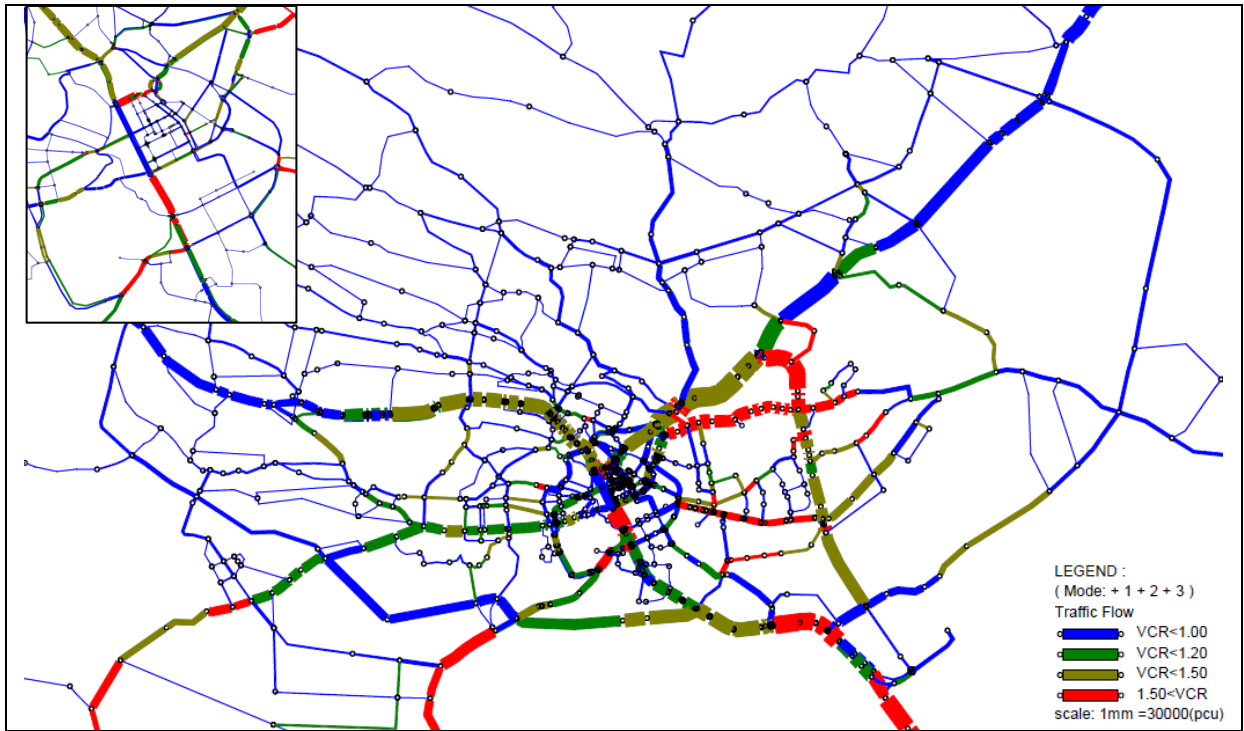 LEGEND :
( Mode: + 1 + 2 + 3 )
Traffic Flow
VCR<1.00
VCR<1.20
VCR<1.50
1.50<VCR
scale: 1mm =30000(pcu)